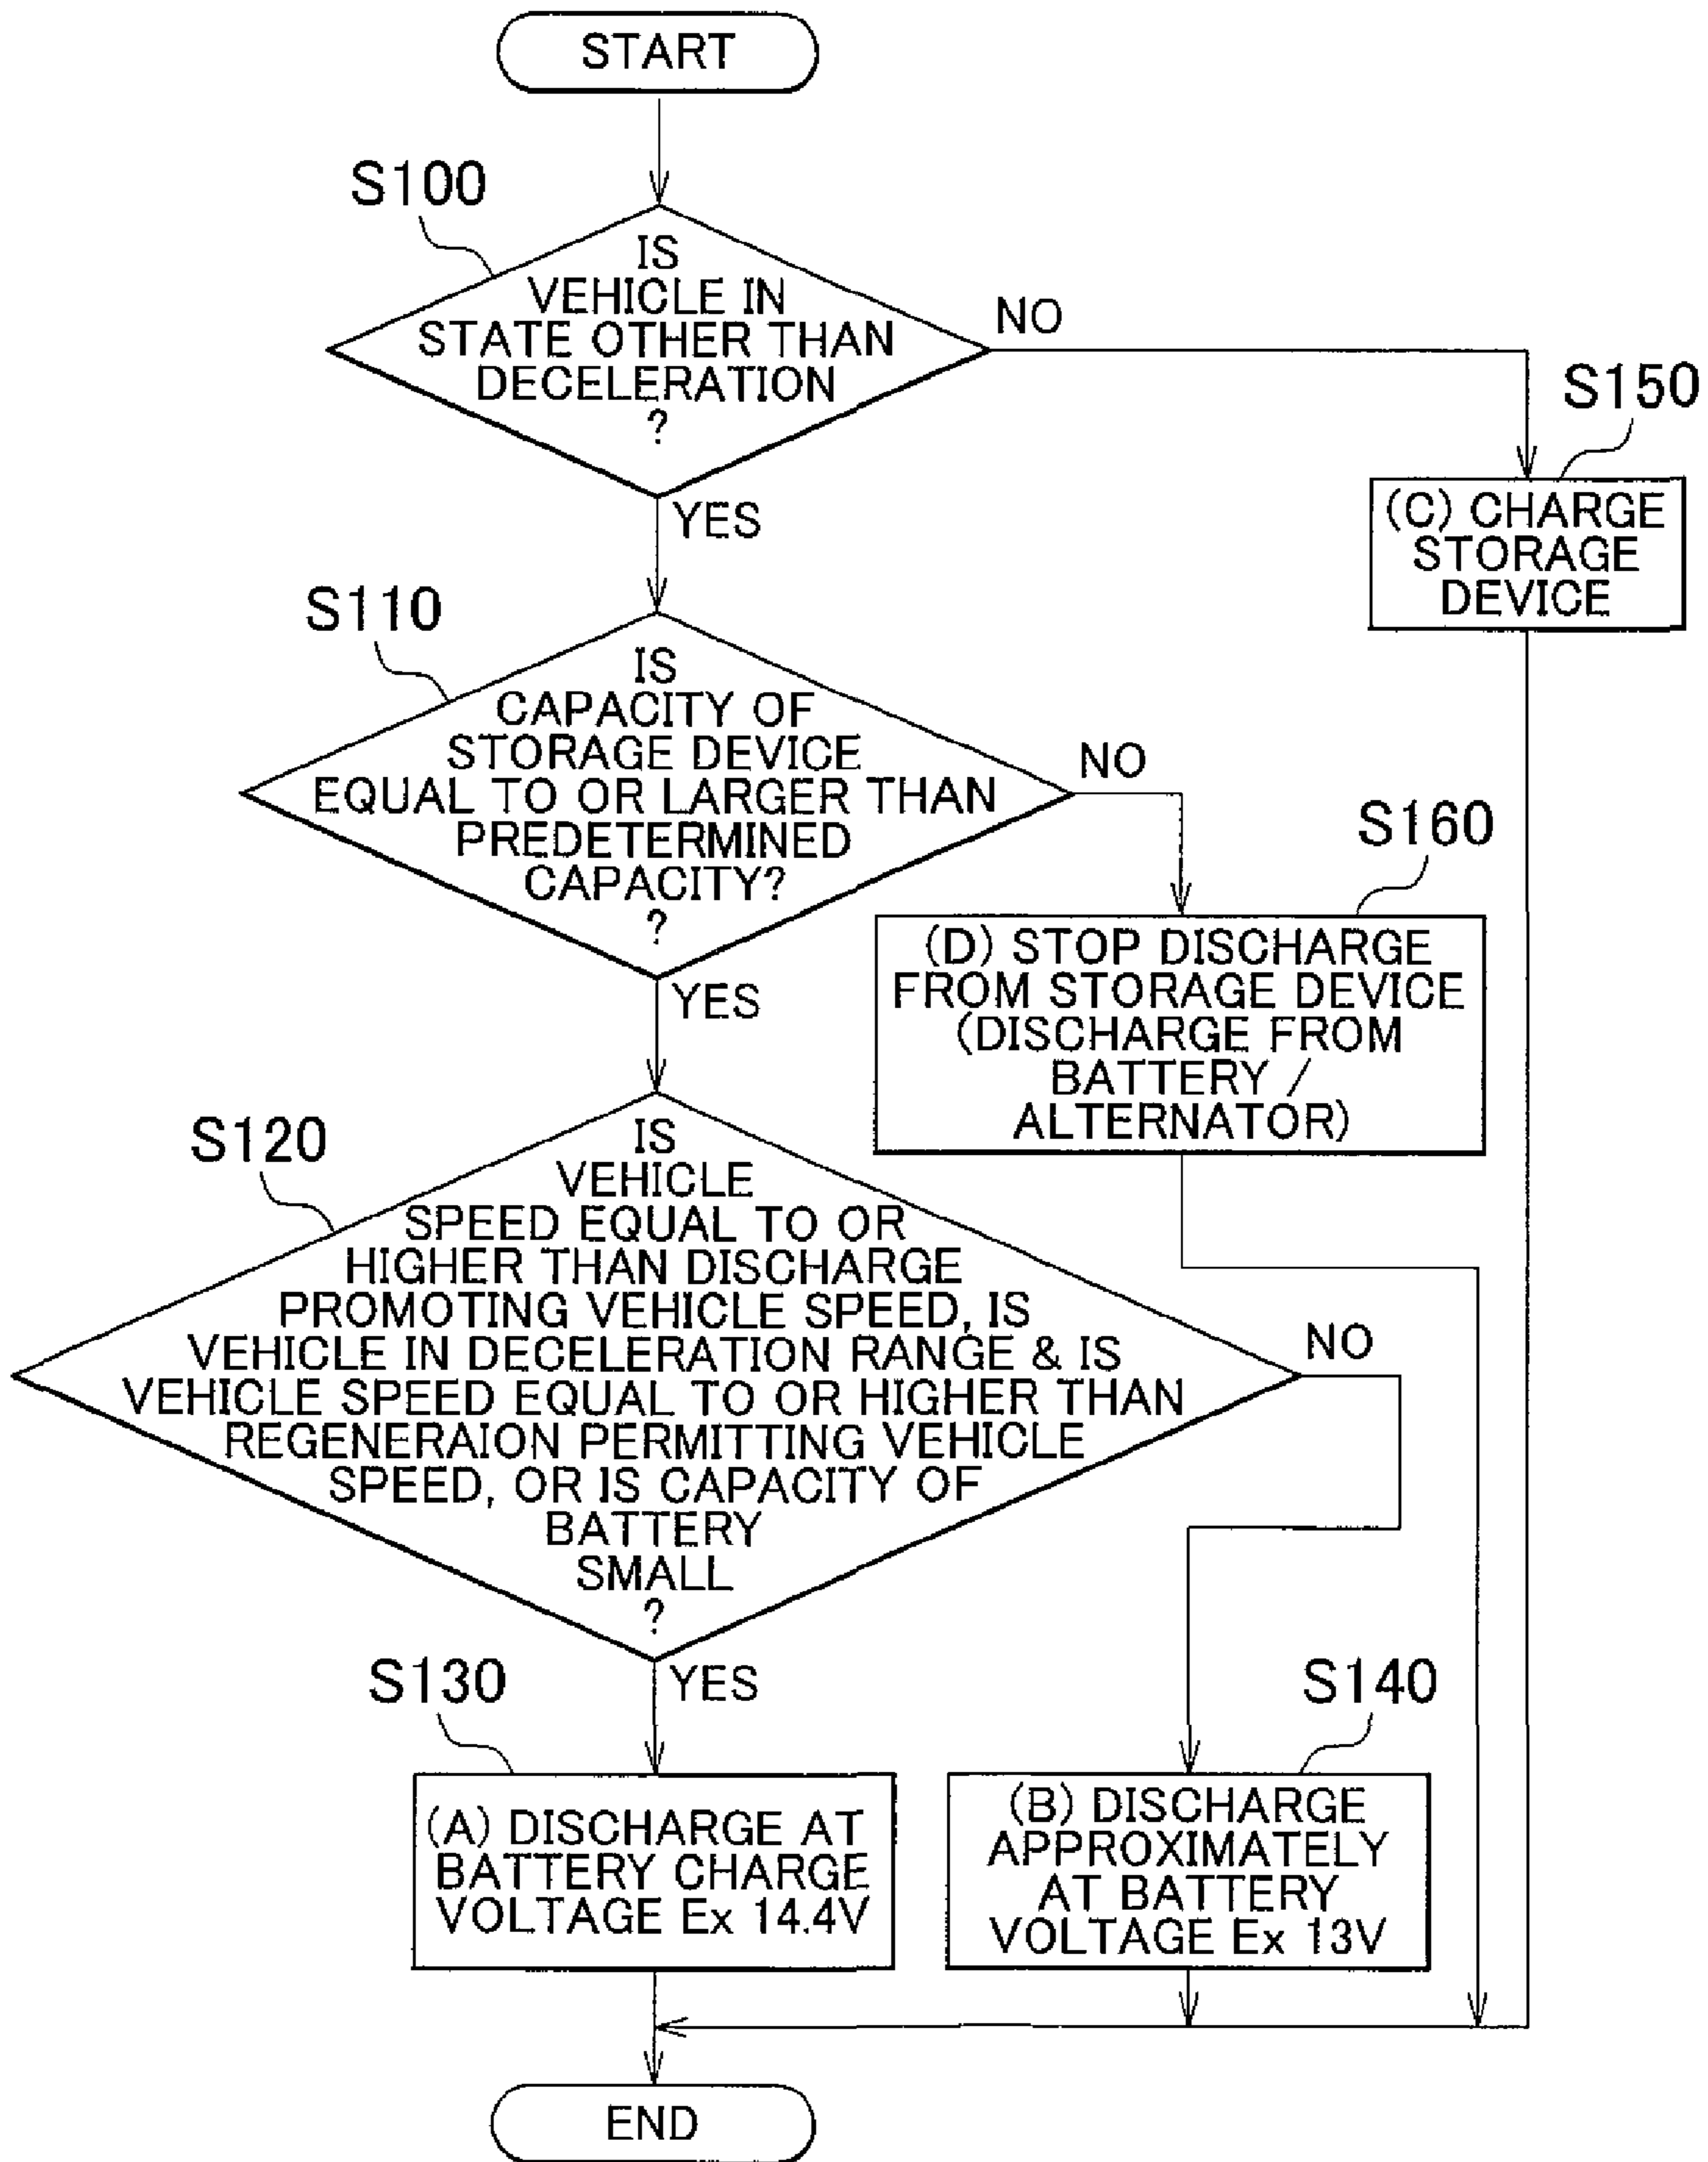 START
S100
IS
VEHICLE IN
STATE OTHER THAN
DECELERATION
?
NO
YES
S150
(C) CHARGE
STORAGE
DEVICE
S110
IS
CAPACITY OF
STORAGE DEVICE
EQUAL TO OR LARGER THAN
PREDETERMINED
CAPACITY?
?
NO
YES
S160
(D) STOP DISCHARGE
FROM STORAGE DEVICE
(DISCHARGE FROM
BATTERY /
ALTERNATOR)
S120
IS
VEHICLE
SPEED EQUAL TO OR
HIGHER THAN DISCHARGE
PROMOTING VEHICLE SPEED, IS
VEHICLE IN DECELERATION RANGE & IS
VEHICLE SPEED EQUAL TO OR HIGHER THAN
REGENERAION PERMITTING VEHICLE
SPEED, OR IS CAPACITY OF
BATTERY
SMALL
?
NO
YES
S130
(A) DISCHARGE AT
BATTERY CHARGE
VOLTAGE Ex 14.4V
S140
(B) DISCHARGE
APPROXIMATELY
AT BATTERY
VOLTAGE Ex 13V
END